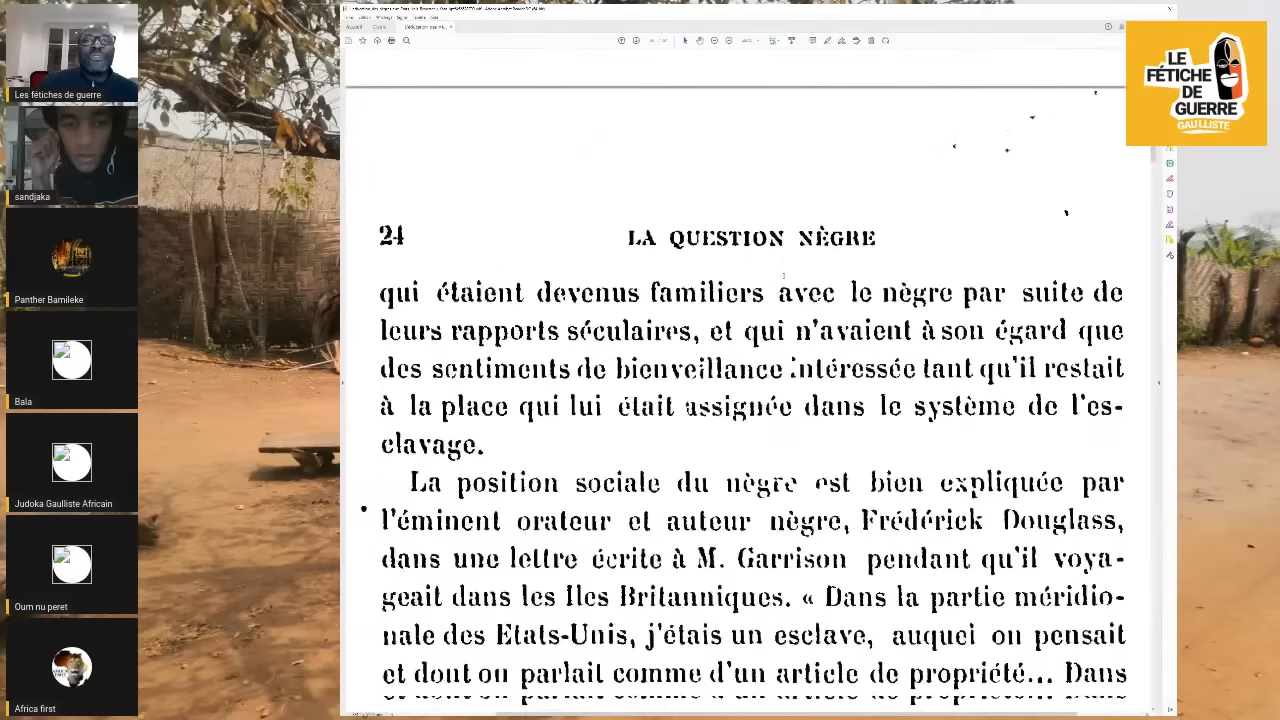 Accueil
Outils
Les fétiches de guerre
sandjaka
Panther Bamileke
Bala
Judoka Gaulliste Africain
Oum nu peret
Africa first
LE
FÉTICHE
DE
GUERRE
GAULLISTE
24 LA QUESTION NÈGRE
qui étaient devenus familiers avec le nègre par suite de
leurs rapports séculaires, et qui n'avaient à son égard que
des sentiments de bienveillance intéressée tant qu'il restait
à la place qui lui était assignée dans le système de l'es-
clavage.
La position sociale du nègre est bien expliquée par
l'éminent orateur et auteur nègre, Frédérick Douglass,
dans une lettre écrite à M. Garrison pendant qu'il voya-
geait dans les Iles Britanniques. « Dans la partie méridio-
nale des Etats-Unis, j'étais un esclave, auquel on pensait
et dont on parlait comme d'un article de propriété... Dans